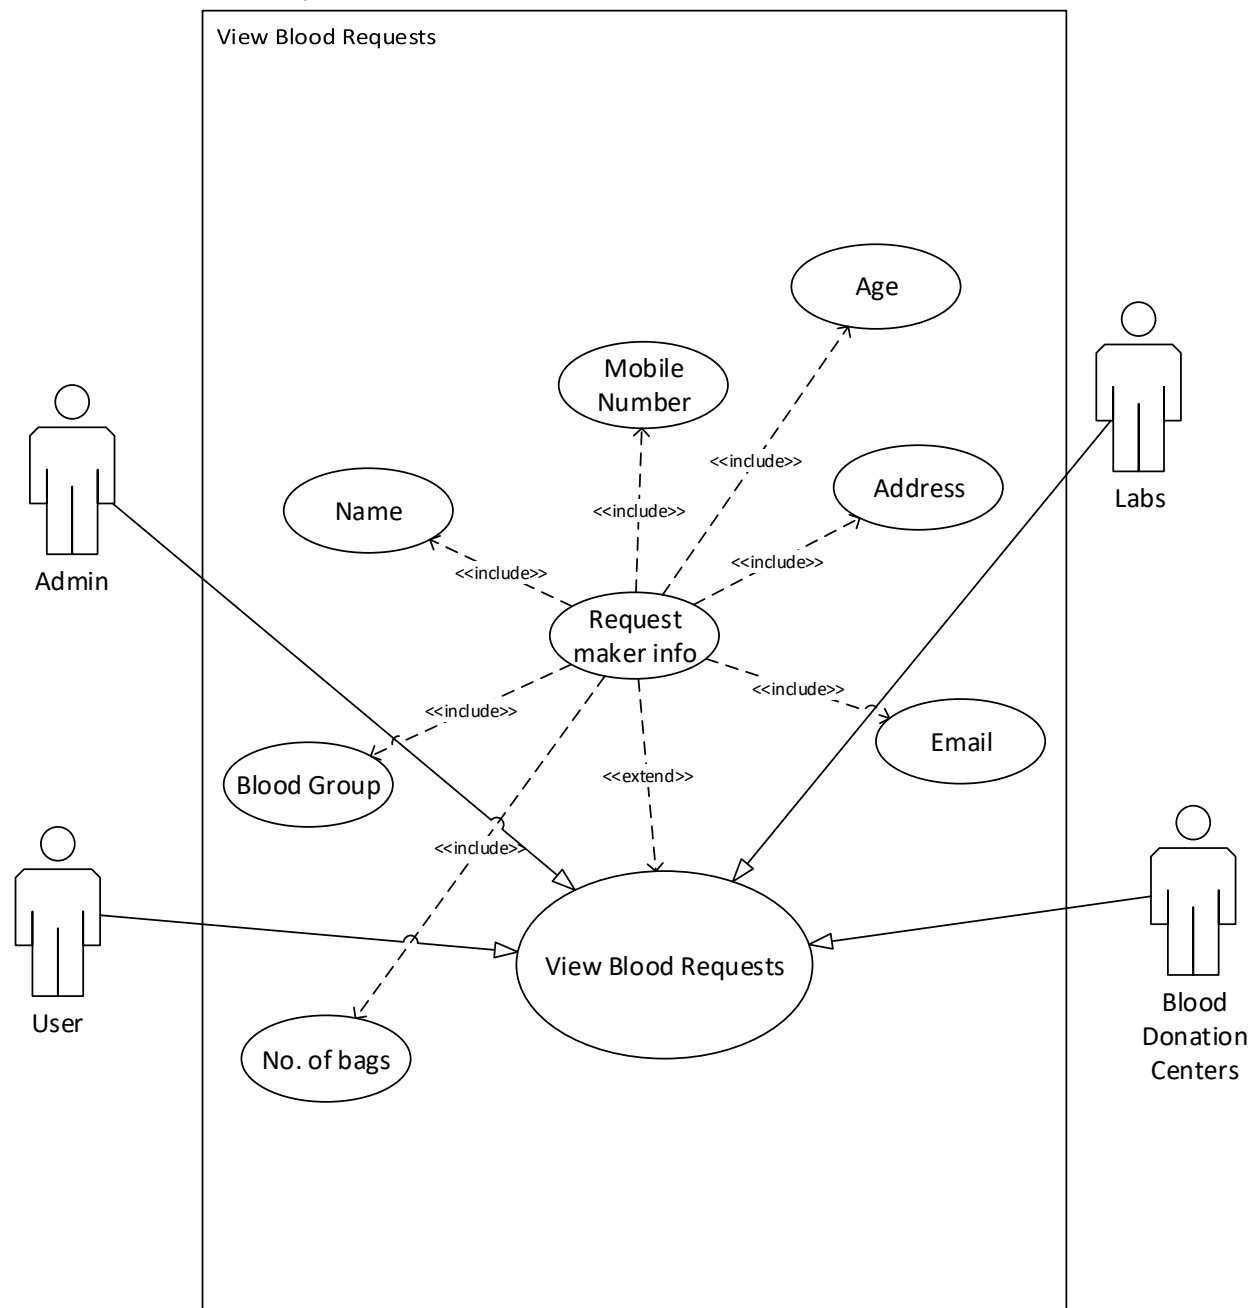 View Blood Requests
Age
Mobile
Number
<<include>>
Address
Labs
Name
<<include>>
<<include>>
<<include>>
Admin
Request
maker info
<<include>>
<<include>>
Email
Blood Group
<<extend>>
<<include>>
View Blood Requests
User
Blood
Donation
Centers
No. of bags